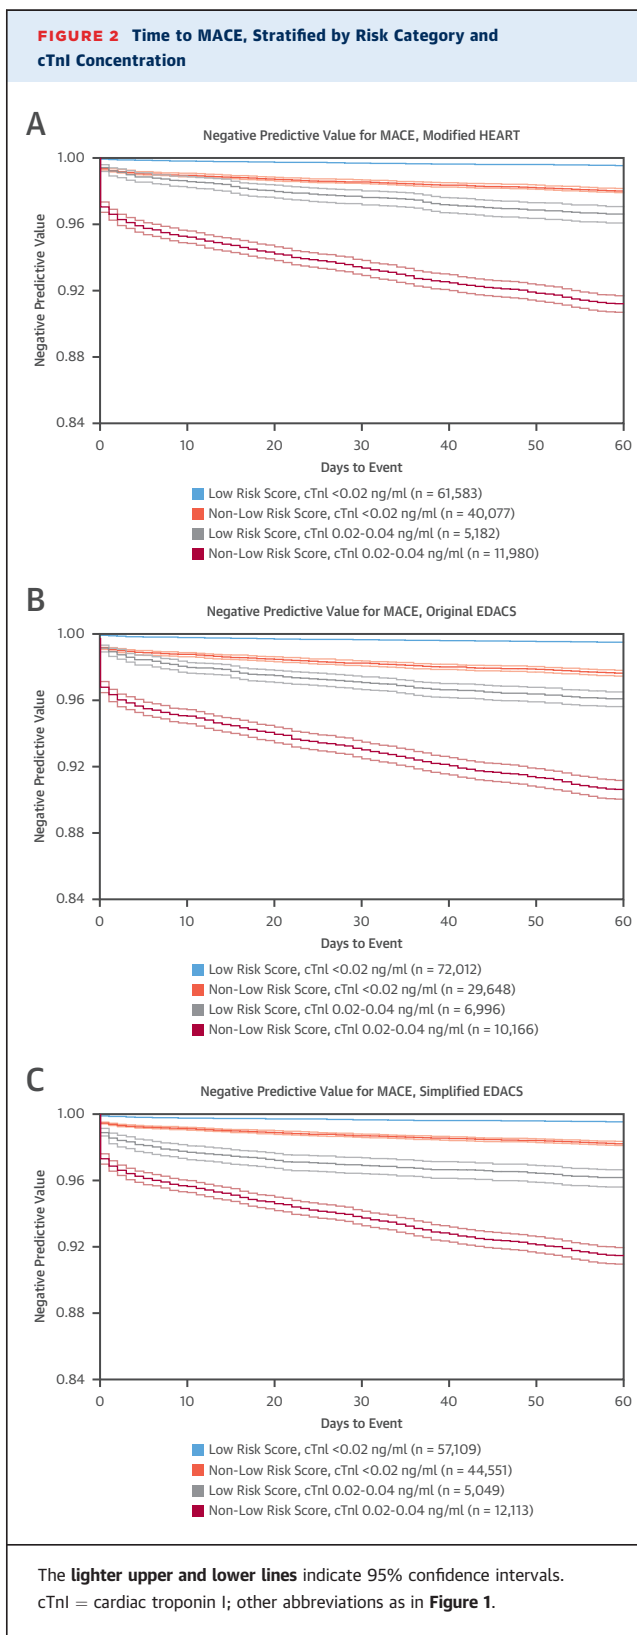 FIGURE 2 Time to MACE, Stratified by Risk Category and
cTnI Concentration
A
Negative Predictive Value for MACE, Modified HEART
1.00
0.96
0.92
0.88
0.84
Negative Predictive Value
0 10 20 30 40 50 60
Days to Event
Low Risk Score, cTnI <0.02 ng/ml (n = 61,583)
Non-Low Risk Score, cTnI <0.02 ng/ml (n = 40,077)
Low Risk Score, cTnI 0.02-0.04 ng/ml (n = 5,182)
Non-Low Risk Score, cTnI 0.02-0.04 ng/ml (n = 11,980)
B
Negative Predictive Value for MACE, Original EDACS
1.00
0.96
0.92
0.88
0.84
Negative Predictive Value
0 10 20 30 40 50 60
Days to Event
Low Risk Score, cTnI <0.02 ng/ml (n = 72,012)
Non-Low Risk Score, cTnI <0.02 ng/ml (n = 29,648)
Low Risk Score, cTnI 0.02-0.04 ng/ml (n = 6,996)
Non-Low Risk Score, cTnI 0.02-0.04 ng/ml (n = 10,166)
C
Negative Predictive Value for MACE, Simplified EDACS
1.00
0.96
0.92
0.88
0.84
Negative Predictive Value
0 10 20 30 40 50 60
Days to Event
Low Risk Score, cTnI <0.02 ng/ml (n = 57,109)
Non-Low Risk Score, cTnI <0.02 ng/ml (n = 44,551)
Low Risk Score, cTnI 0.02-0.04 ng/ml (n = 5,049)
Non-Low Risk Score, cTnI 0.02-0.04 ng/ml (n = 12,113)
The lighter upper and lower lines indicate 95% confidence intervals.
cTnI = cardiac troponin I; other abbreviations as in Figure 1.